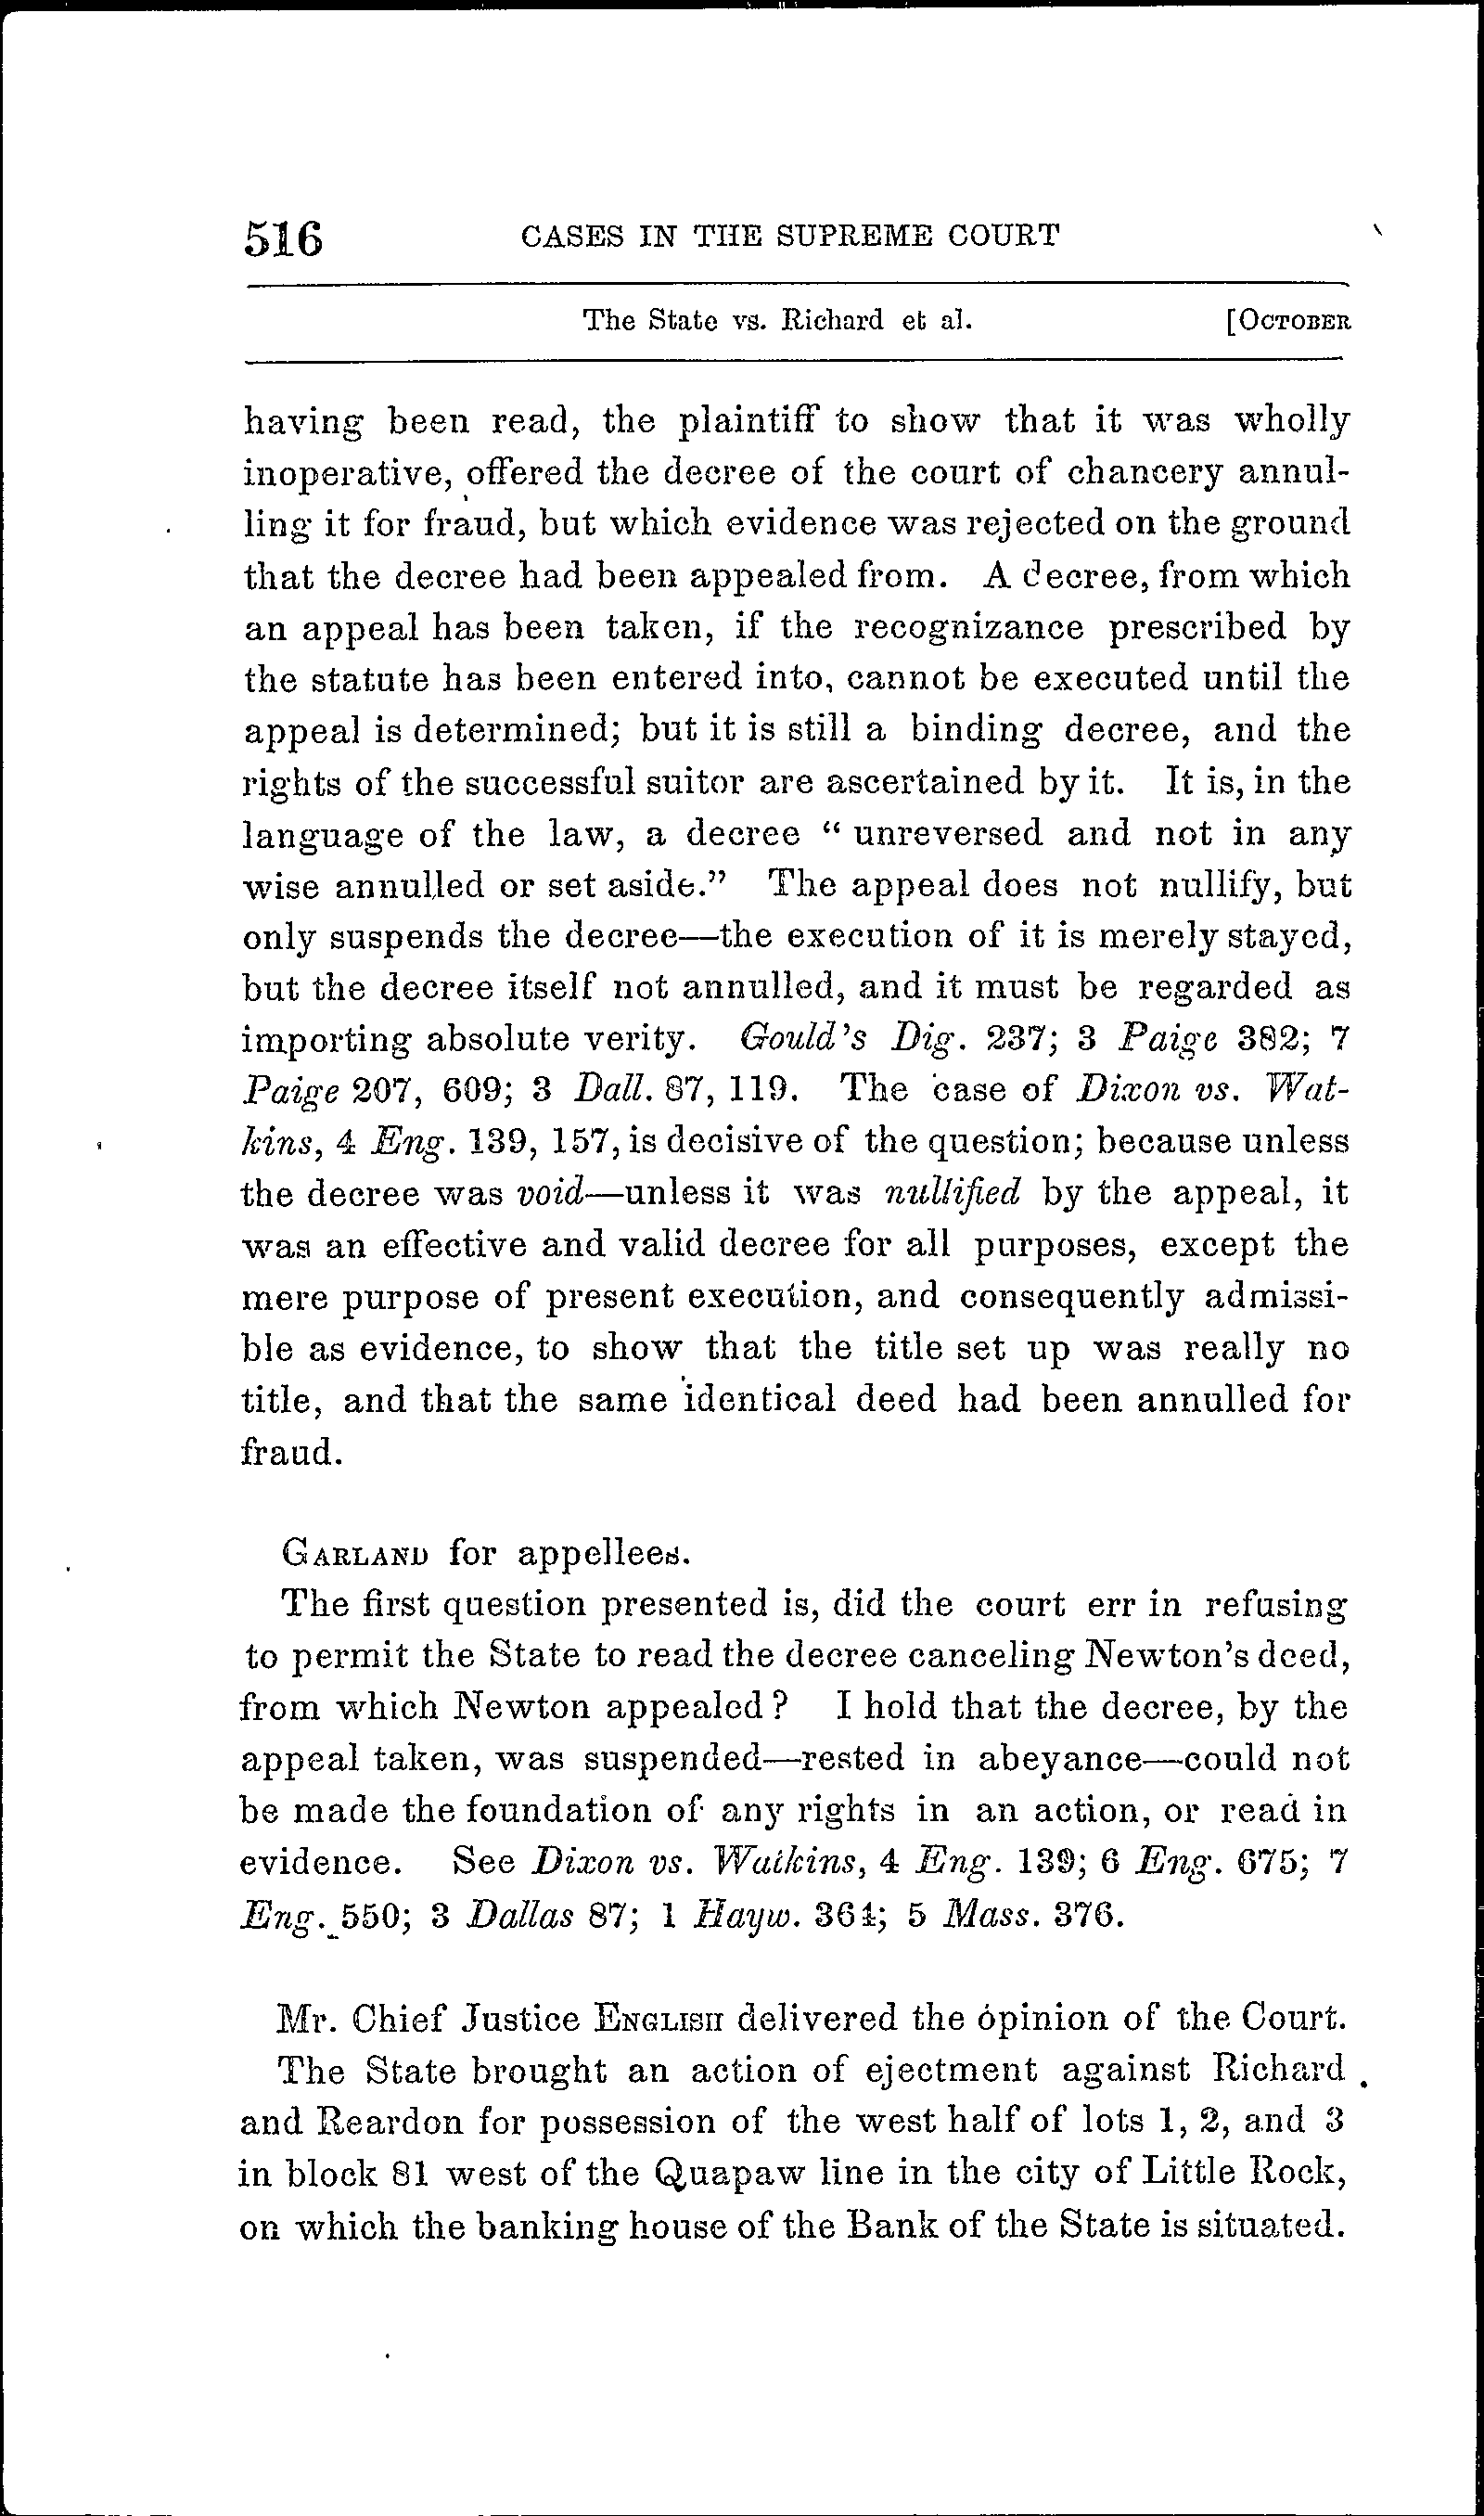 516 CASES IN THE SUPREME COURT
The State vs. Richard et al. [OCTOBER
having been read, the plaintiff to show that it was wholly
inoperative, offered the decree of the court of chancery annul-
ling it for fraud, but which evidence was rejected on the ground
that the decree had been appealed from. A decree, from which
an appeal has been taken, if the recognizance prescribed by
the statute has been entered into, cannot be executed until the
appeal is determined; but it is still a binding decree, and the
rights of the successful suitor are ascertained by it. It is, in the
language of the law, a decree " unreversed and not in any
wise annulled or set aside." The appeal does not nullify, but
only suspends the decree—the execution of it is merely stayed,
but the decree itself not annulled, and it must be regarded as
importing absolute verity. Gould's Dig. 237; 3 Paige 382; 7
Paige 207, 609; 3 Dall. 87, 119. The case of Dixon vs. Wat-
kins, 4 Eng. 139, 157, is decisive of the question; because unless
the decree was void—unless it was nullified by the appeal, it
was an effective and valid decree for all purposes, except the
mere purpose of present execution, and consequently admissi-
ble as evidence, to show that the title set up was really no
title, and that the same identical deed had been annulled for
fraud.
GARLAND for appellees.
The first question presented is, did the court err in refusing
to permit the State to read the decree canceling Newton's deed,
from which Newton appealed? I hold that the decree, by the
appeal taken, was suspended—rested in abeyance—could not
be made the foundation of any rights in an action, or read in
evidence. See Dixon vs. Watkins, 4 Eng. 139; 6 Eng. 675; 7
Eng. 550; 3 Dallas 87; 1 Hayw. 364; 5 Mass. 376.
Mr. Chief Justice ENGLISH delivered the opinion of the Court.
The State brought an action of ejectment against Richard
and Reardon for possession of the west half of lots 1, 2, and 3
in block 81 west of the Quapaw line in the city of Little Rock,
on which the banking house of the Bank of the State is situated.